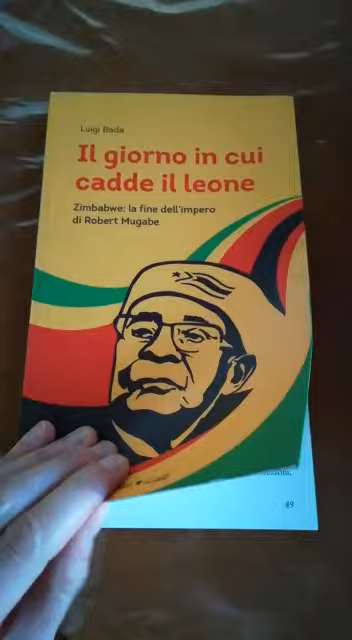 Luigi Bada
Il giorno in cui
cadde il leone
Zimbabwe: la fine dell'impero
di Robert Mugabe
49